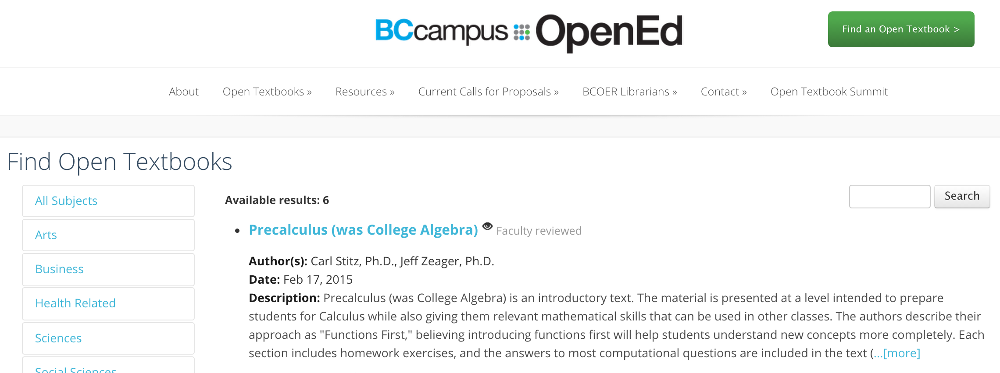 BCcampus OpenEd
Find an Open Textbook >
About Open Textbooks » Resources » Current Calls for Proposals » BCOER Librarians » Contact » Open Textbook Summit
Find Open Textbooks
All Subjects
Arts
Business
Health Related
Sciences
Social Sciences
Available results: 6
Search
• Precalculus (was College Algebra) Faculty reviewed
Author(s): Carl Stitz, Ph.D., Jeff Zeager, Ph.D.
Date: Feb 17, 2015
Description: Precalculus (was College Algebra) is an introductory text. The material is presented at a level intended to prepare
students for Calculus while also giving them relevant mathematical skills that can be used in other classes. The authors describe their
approach as "Functions First," believing introducing functions first will help students understand new concepts more completely. Each
section includes homework exercises, and the answers to most computational questions are included in the text (...[more]